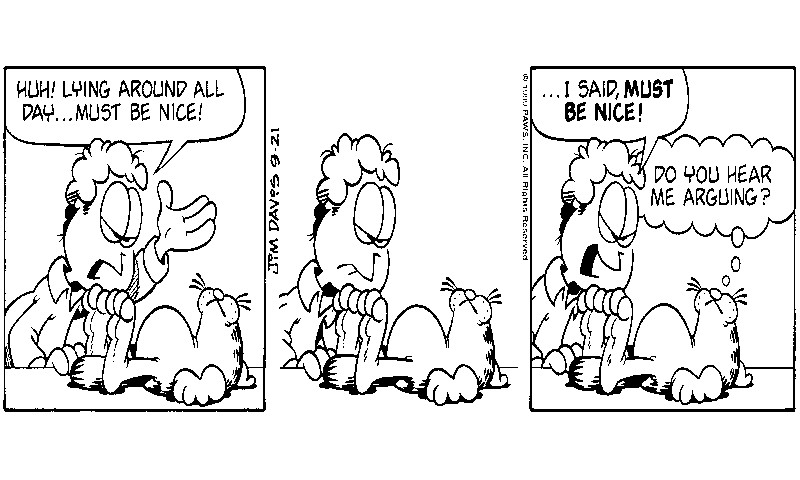 HUH! LYING AROUND ALL
DAY...MUST BE NICE!
JIM DAVIS 9·21
PAWS, INC. All Rights Reserved
...I SAID, MUST
BE NICE!
DO YOU HEAR
ME ARGUING?